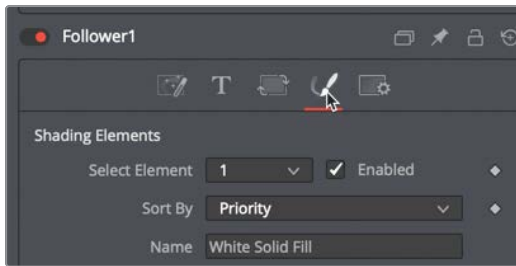 Follower1
T
Shading Elements
Select Element 1 Enabled
Sort By Priority
Name White Solid Fill